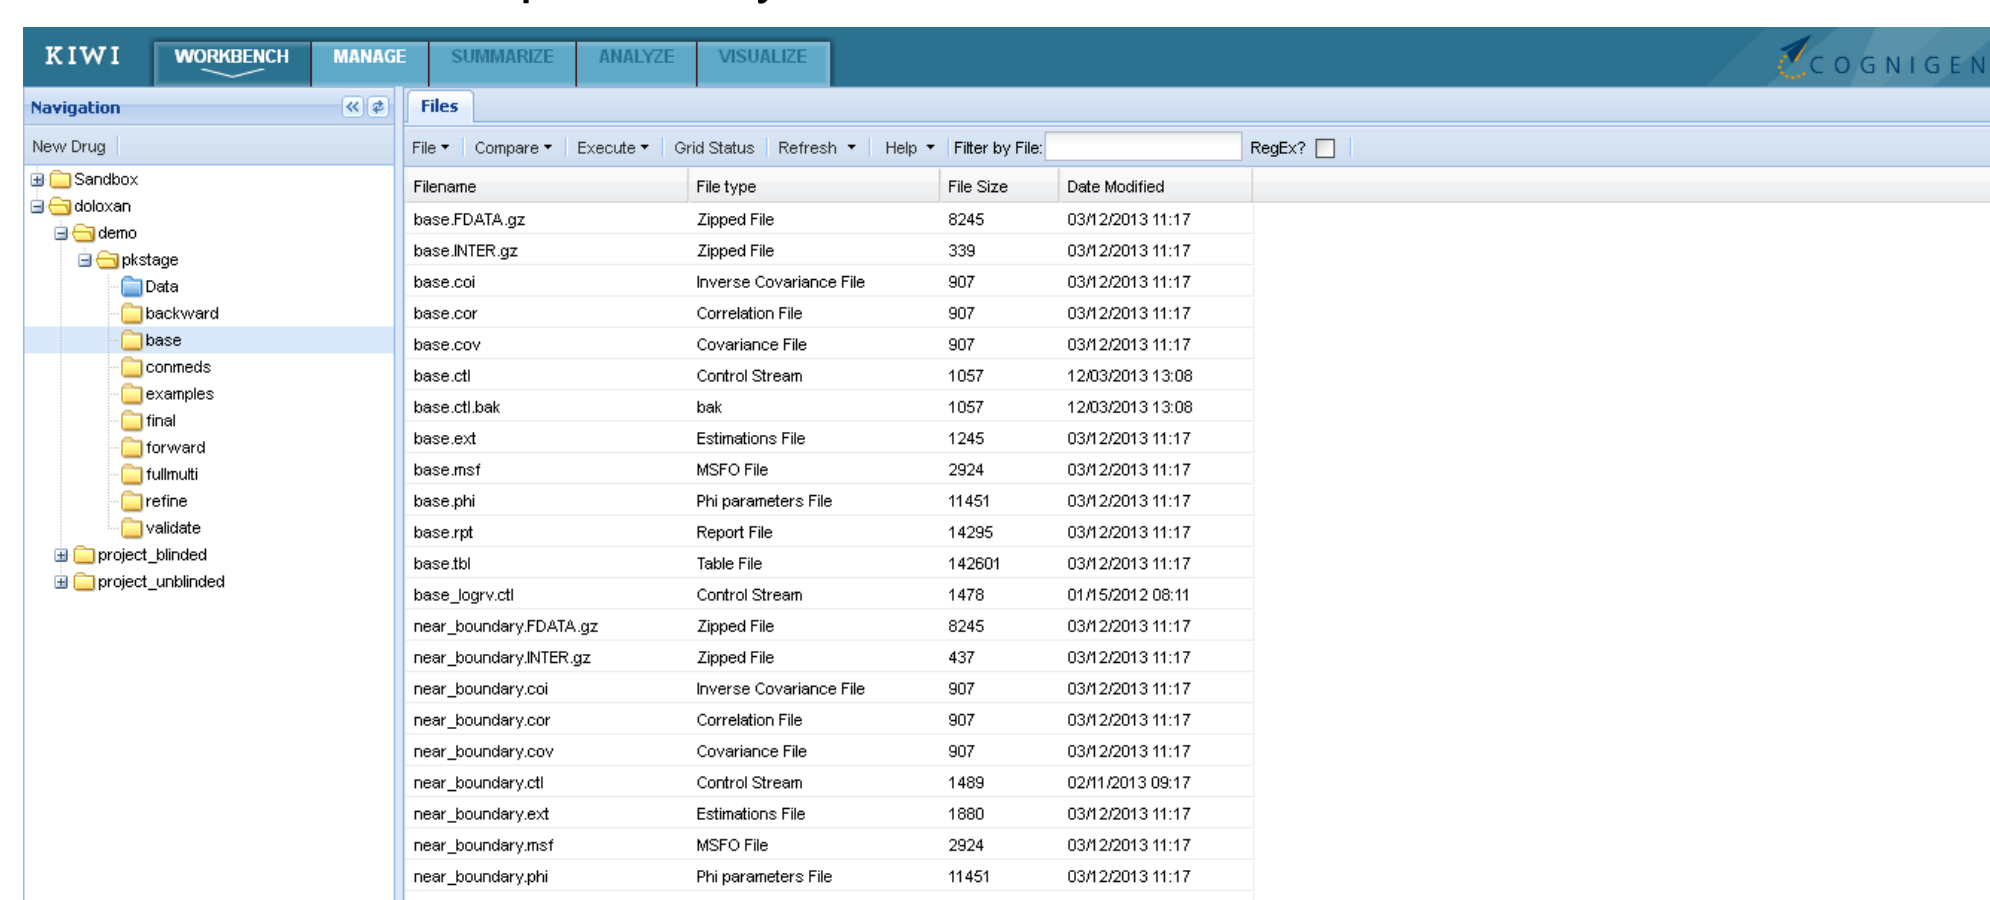 KIWI WORKBENCH MANAGE SUMMARIZE ANALYZE VISUALIZE COGNIGEN
Navigation
New Drug
Sandbox
doloxan
demo
pkstage
Data
backward
base
conmeds
examples
final
forward
fullmulti
refine
validate
project_blinded
project_unblinded
Files
File Compare Execute Grid Status Refresh Help Filter by File: RegEx?
Filename File type File Size Date Modified
base.FDATA.gz Zipped File 8245 03/12/2013 11:17
base.INTER.gz Zipped File 339 03/12/2013 11:17
base.coi Inverse Covariance File 907 03/12/2013 11:17
base.cor Correlation File 907 03/12/2013 11:17
base.cov Covariance File 907 03/12/2013 11:17
base.ctl Control Stream 1057 12/03/2013 13:08
base.ctl.bak bak 1057 12/03/2013 13:08
base.ext Estimations File 1245 03/12/2013 11:17
base.msf MSFO File 2924 03/12/2013 11:17
base.phi Phi parameters File 11451 03/12/2013 11:17
base.rpt Report File 14295 03/12/2013 11:17
base.tbl Table File 142601 03/12/2013 11:17
base_logrv.ctl Control Stream 1478 01/15/2012 08:11
near_boundary.FDATA.gz Zipped File 8245 03/12/2013 11:17
near_boundary.INTER.gz Zipped File 437 03/12/2013 11:17
near_boundary.coi Inverse Covariance File 907 03/12/2013 11:17
near_boundary.cor Correlation File 907 03/12/2013 11:17
near_boundary.cov Covariance File 907 03/12/2013 11:17
near_boundary.ctl Control Stream 1489 02/11/2013 09:17
near_boundary.ext Estimations File 1880 03/12/2013 11:17
near_boundary.msf MSFO File 2924 03/12/2013 11:17
near_boundary.phi Phi parameters File 11451 03/12/2013 11:17